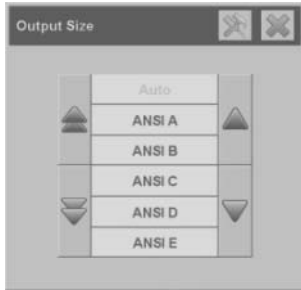 Output Size
Auto
ANSI A
ANSI B
ANSI C
ANSI D
ANSI E